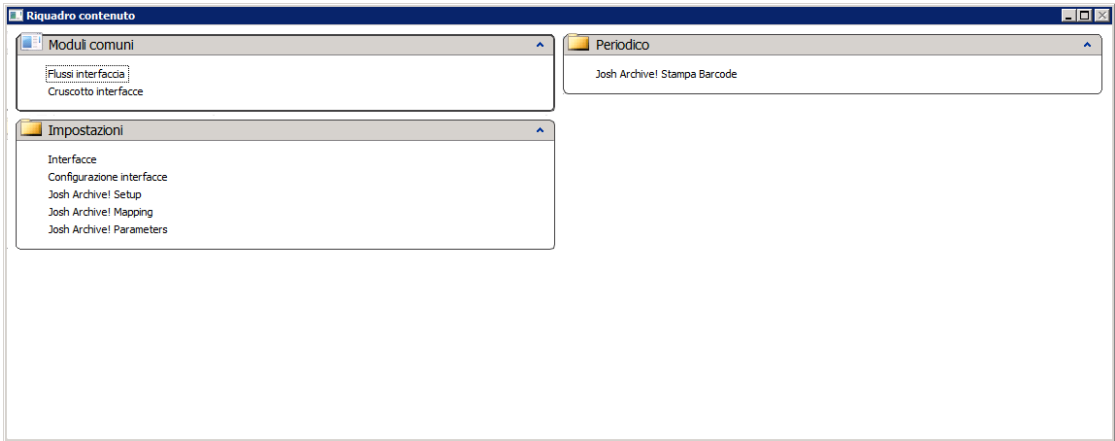 Riquadro contenuto
Moduli comuni
Flussi interfaccia
Cruscotto interfacce
Impostazioni
Interfacce
Configurazione interfacce
Josh Archive! Setup
Josh Archive! Mapping
Josh Archive! Parameters
Periodico
Josh Archive! Stampa Barcode